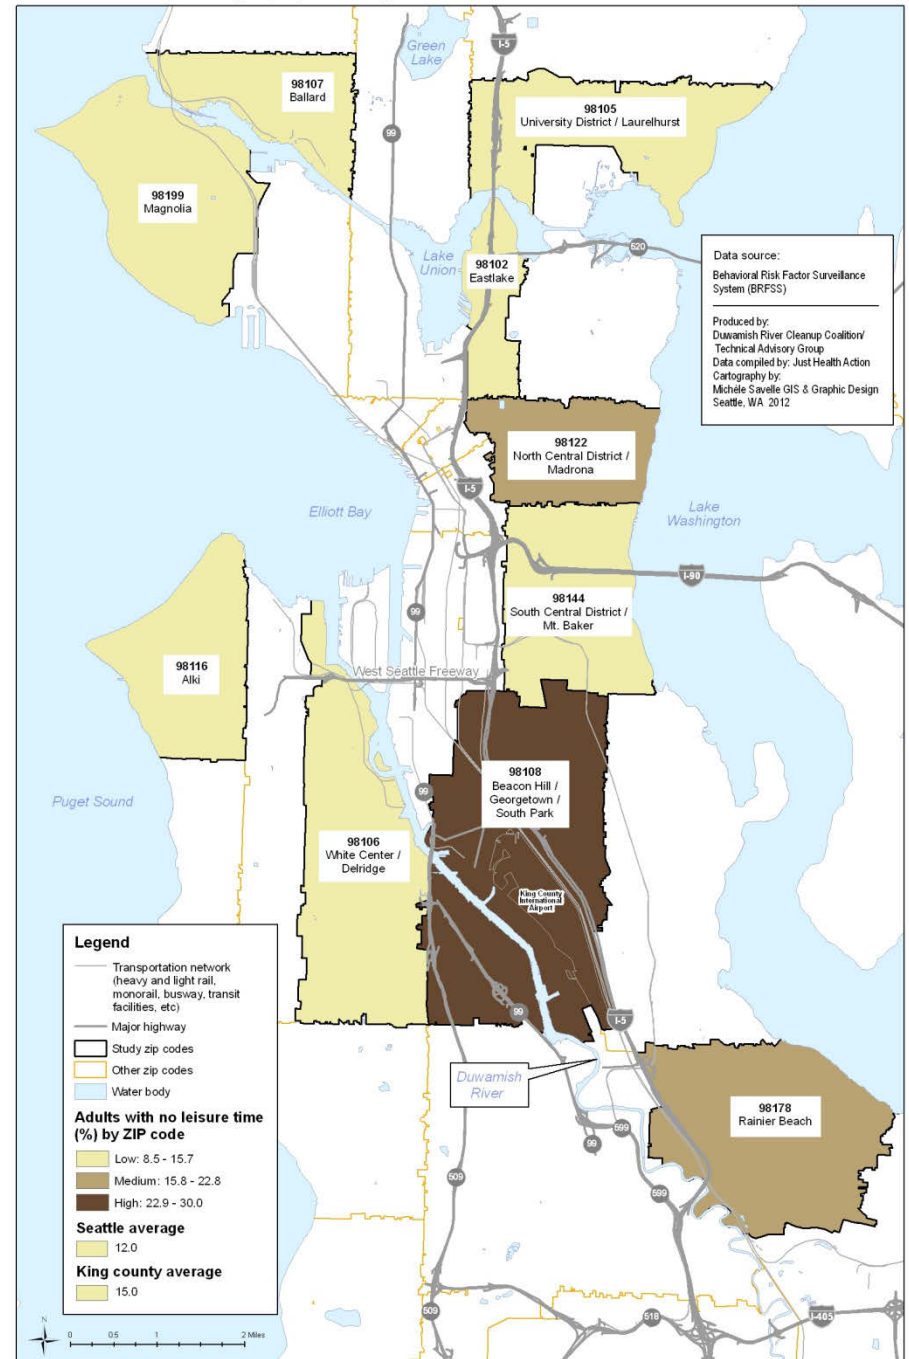 Green
Lake
I-5
98107
Ballard
98105
University District / Laurelhurst
99
98199
Magnolia
Lake
Union
98102
Eastlake
520
Data source:
Behavioral Risk Factor Surveillance
System (BRFSS)
Produced by:
Duwamish River Cleanup Coalition/
Technical Advisory Group
Data compiled by: Just Health Action
Cartography by:
Michéle Savelle GIS & Graphic Design
Seattle, WA 2012
98122
North Central District /
Madrona
I-5
Elliott Bay
Lake
Washington
I-90
98144
South Central District /
Mt. Baker
99
98116
Alki
West Seattle Freeway
98108
Beacon Hill /
Georgetown /
South Park
99
Puget Sound
98106
White Center /
Delridge
King County
International
Airport
99
I-5
Duwamish
River
98178
Rainier Beach
599
99
509
599
509
518
I-405
Legend
Transportation network
(heavy and light rail,
monorail, busway, transit
facilities, etc)
Major highway
Study zip codes
Other zip codes
Water body
Adults with no leisure time
(%) by ZIP code
Low: 8.5 - 15.7
Medium: 15.8 - 22.8
High: 22.9 - 30.0
Seattle average
12.0
King county average
15.0
N
0 0.5 1 2 Miles